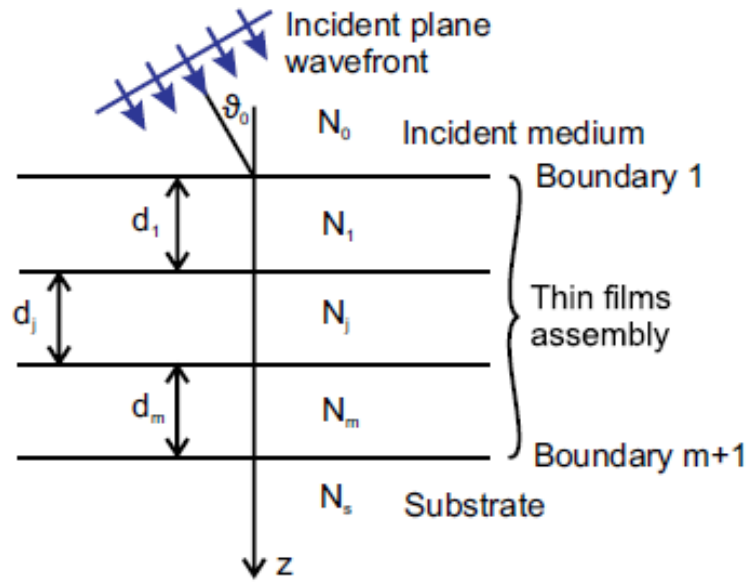 Incident plane
wavefront
ϑ₀
N₀
Incident medium
Boundary 1
d₁
N₁
dⱼ
Nⱼ
Thin films
assembly
dₘ
Nₘ
Boundary m+1
Nₛ
Substrate
z